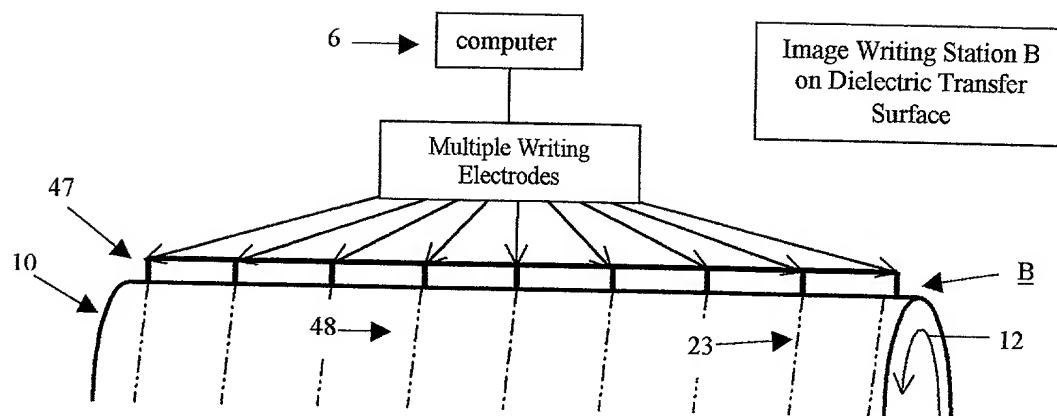 6
computer
Image Writing Station B
on Dielectric Transfer
Surface
Multiple Writing
Electrodes
47
10
B
48
23
12